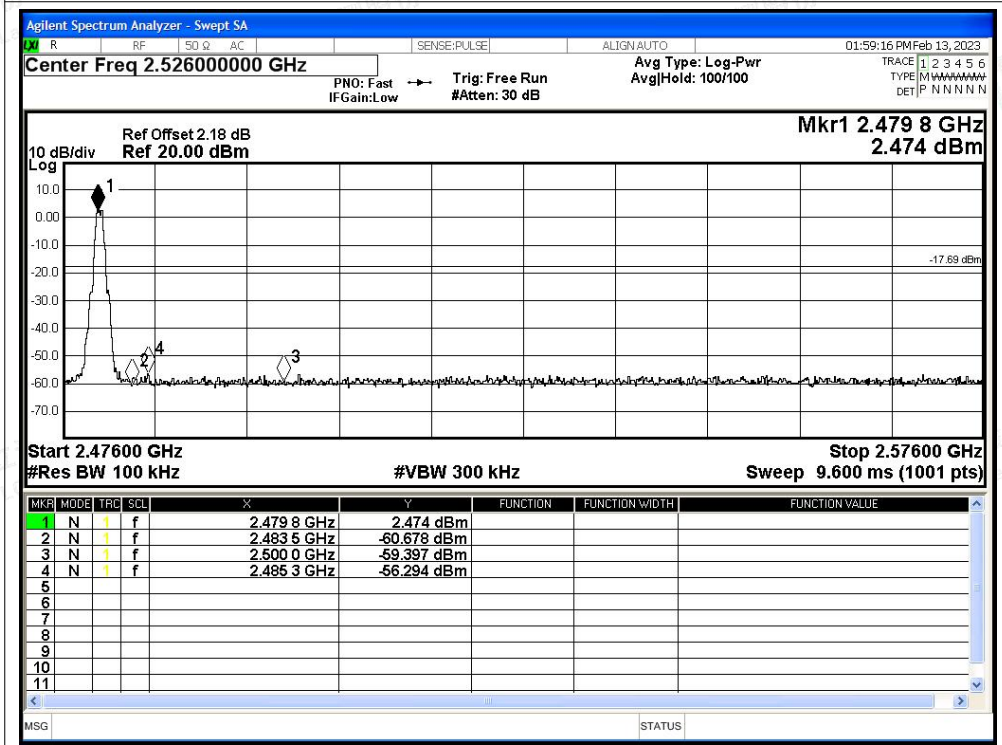 Agilent Spectrum Analyzer - Swept SA
LXI R RF 50 Ω AC SENSE:PULSE ALIGN AUTO 01:59:16 PM Feb 13, 2023
Center Freq 2.526000000 GHz
PNO: Fast
IFGain:Low
Trig: Free Run
#Atten: 30 dB
Avg Type: Log-Pwr
Avg|Hold: 100/100
TRACE 1 2 3 4 5 6
TYPE M WWWWW
DET P N N N N N
Ref Offset 2.18 dB
Ref 20.00 dBm
10 dB/div
Log
Mkr1 2.479 8 GHz
2.474 dBm
10.0
0.00
-10.0
-20.0
-30.0
-40.0
-50.0
-60.0
-70.0
1
2
4
3
-17.69 dBm
Start 2.47600 GHz Stop 2.57600 GHz
#Res BW 100 kHz #VBW 300 kHz Sweep 9.600 ms (1001 pts)
MKR MODE TRC SCL X Y FUNCTION FUNCTION WIDTH FUNCTION VALUE
1 N 1 f 2.479 8 GHz 2.474 dBm
2 N 1 f 2.483 5 GHz -60.678 dBm
3 N 1 f 2.500 0 GHz -59.397 dBm
4 N 1 f 2.485 3 GHz -56.294 dBm
5
6
7
8
9
10
11
MSG STATUS